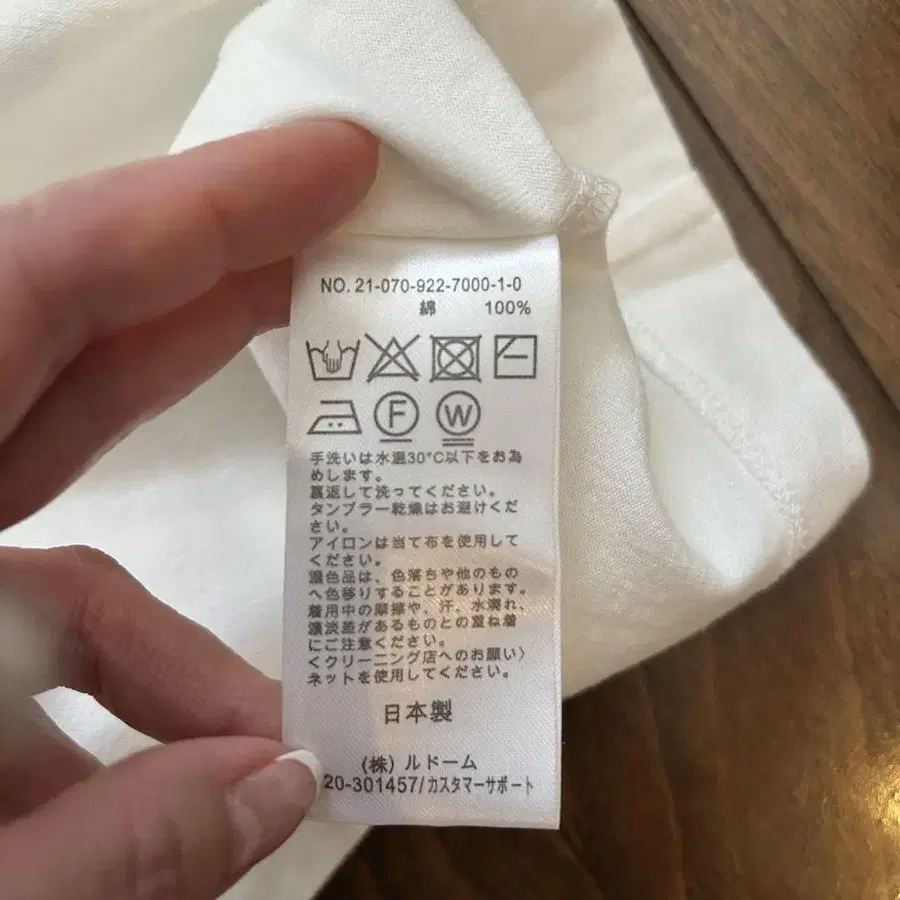 NO. 21-070-922-7000-1-0
綿 100%
F W
手洗いは水温30°C以下をお為
めします。
裏返して洗ってください。
タンブラー乾燥はお避けくだ
さい。
アイロンは当て布を使用して
ください。
濃色品は、色落ちや他のもの
へ色移りすることがあります。
着用中の摩擦や、汗、水濡れ、
濃淡差があるものとの重ね着
にご注意ください。
〈クリーニング店へのお願い〉
ネットを使用してください。
日本製
(株) ルドーム
20-301457/カスタマーサポート